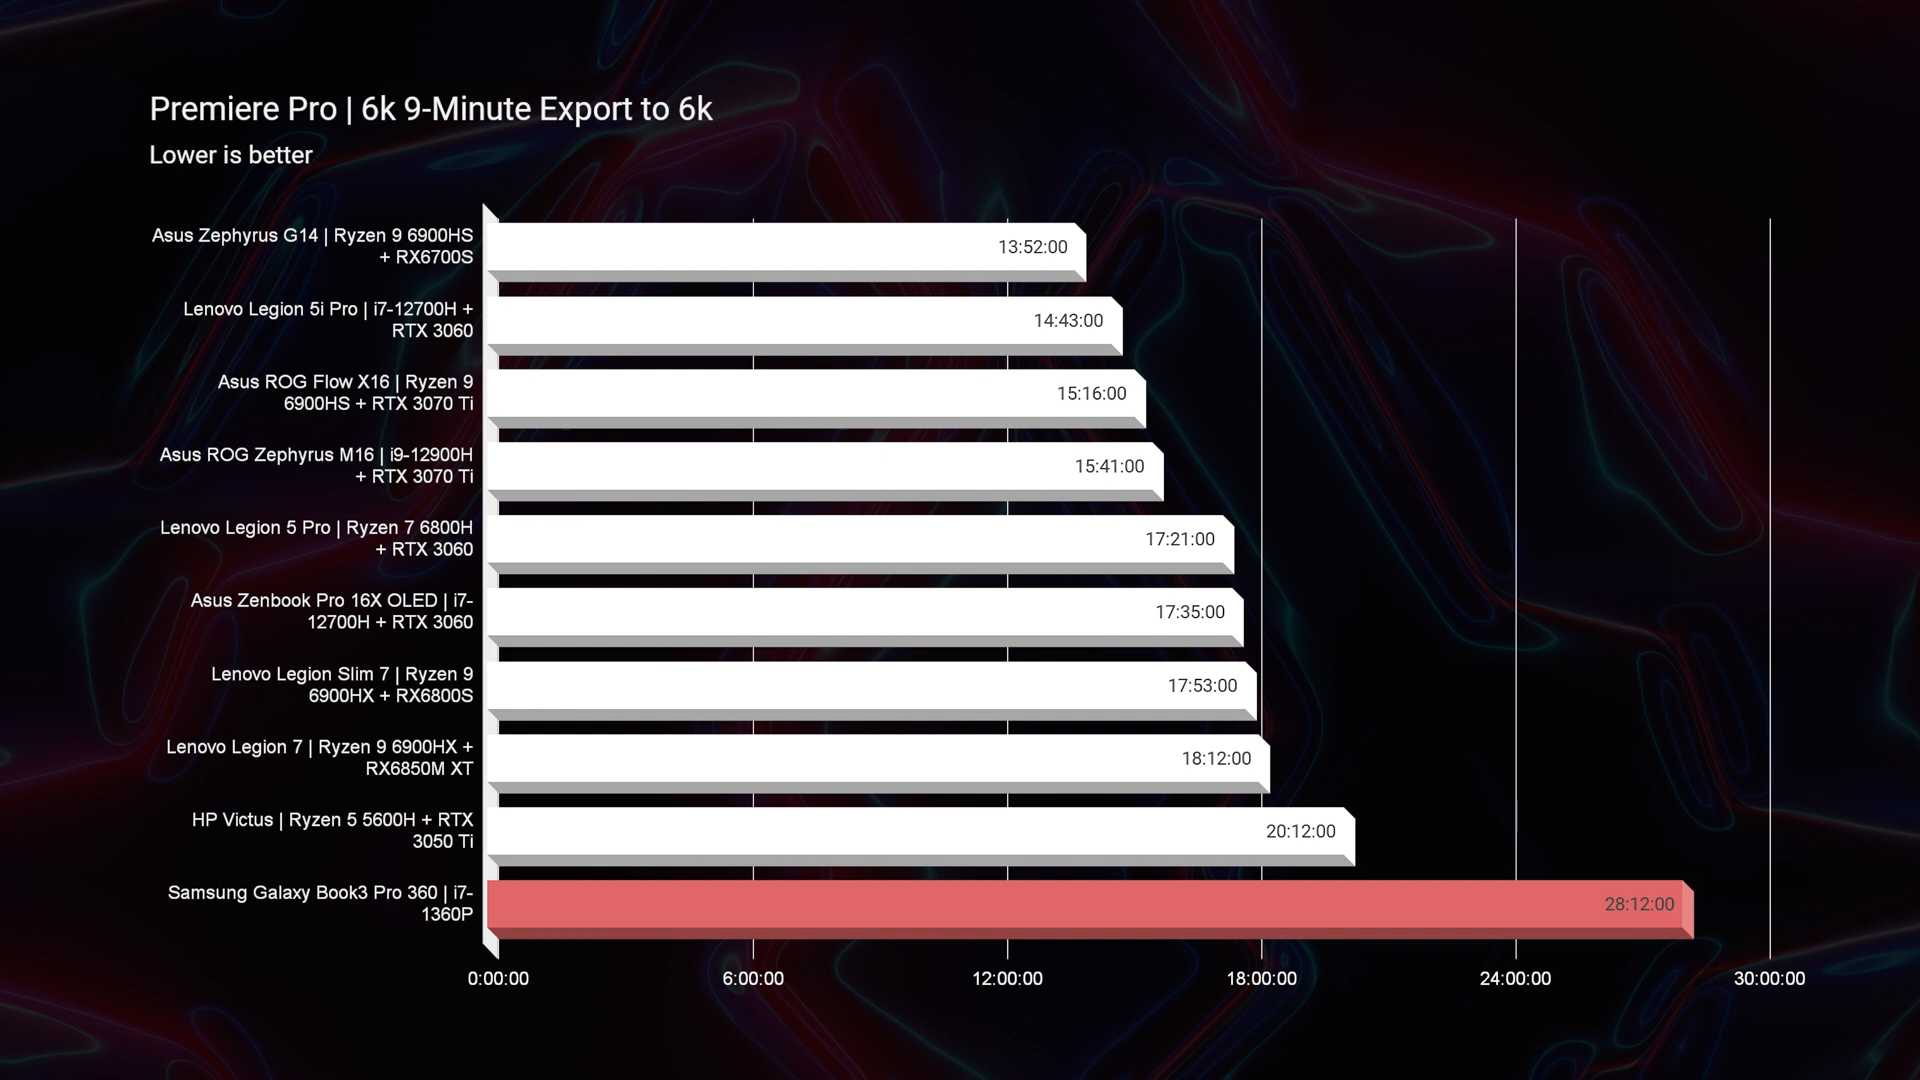 Premiere Pro | 6k 9-Minute Export to 6k
Lower is better
Asus Zephyrus G14 | Ryzen 9 6900HS
+ RX6700S
13:52:00
Lenovo Legion 5i Pro | i7-12700H +
RTX 3060
14:43:00
Asus ROG Flow X16 | Ryzen 9
6900HS + RTX 3070 Ti
15:16:00
Asus ROG Zephyrus M16 | i9-12900H
+ RTX 3070 Ti
15:41:00
Lenovo Legion 5 Pro | Ryzen 7 6800H
+ RTX 3060
17:21:00
Asus Zenbook Pro 16X OLED | i7-
12700H + RTX 3060
17:35:00
Lenovo Legion Slim 7 | Ryzen 9
6900HX + RX6800S
17:53:00
Lenovo Legion 7 | Ryzen 9 6900HX +
RX6850M XT
18:12:00
HP Victus | Ryzen 5 5600H + RTX
3050 Ti
20:12:00
Samsung Galaxy Book3 Pro 360 | i7-
1360P
28:12:00
0:00:00 6:00:00 12:00:00 18:00:00 24:00:00 30:00:00